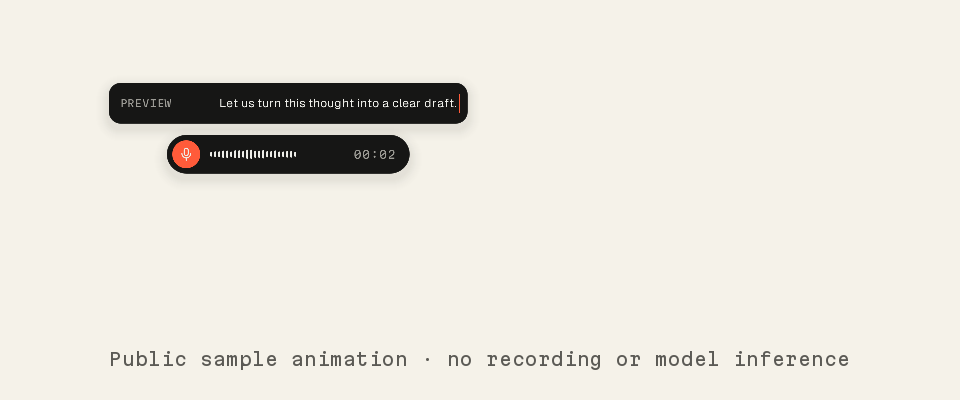 PREVIEW Let us turn this thought into a clear draft.
00:02
Public sample animation · no recording or model inference